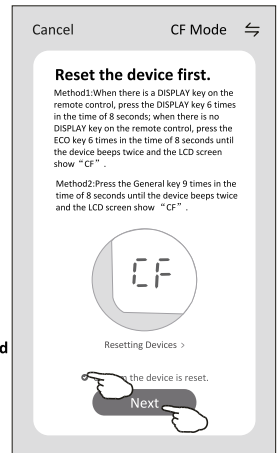 Cancel CF Mode
Reset the device first.
Method1:When there is a DISPLAY key on the
remote control, press the DISPLAY key 6 times
in the time of 8 seconds; when there is no
DISPLAY key on the remote control, press the
ECO key 6 times in the time of 8 seconds until
the device beeps twice and the LCD screen
show “CF”.
Method2:Press the General key 9 times in the
time of 8 seconds until the device beeps twice
and the LCD screen show “CF”.
CF
Resetting Devices >
the device is reset.
Next